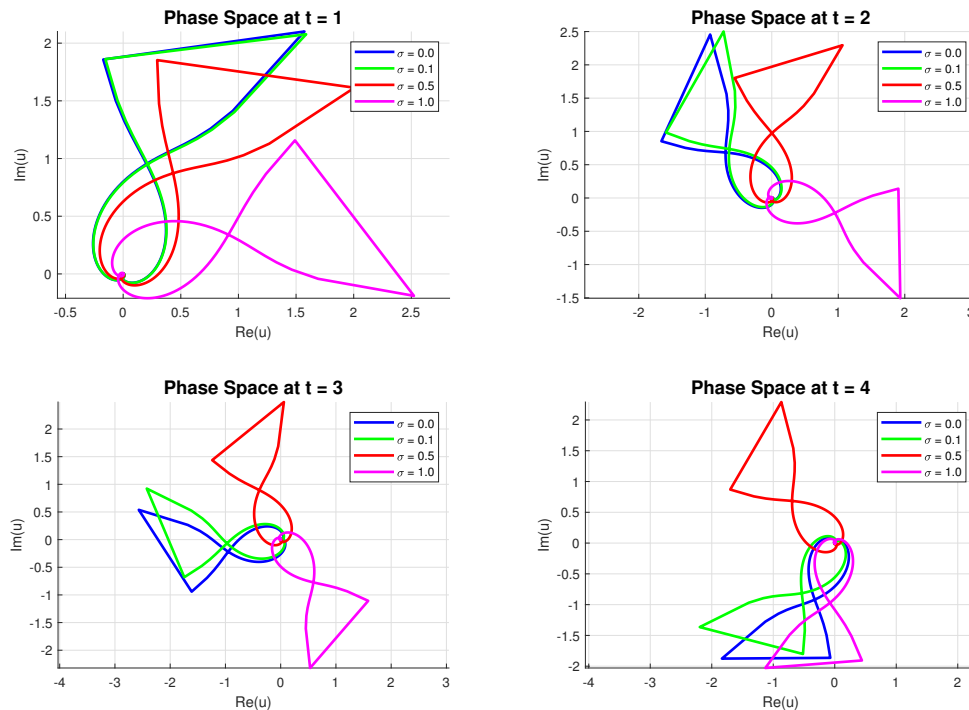 Phase Space at t = 1
2
1.5
1
0.5
0
-0.5
0
0.5
1
1.5
2
2.5
Re(u)
Im(u)
σ = 0.0
σ = 0.1
σ = 0.5
σ = 1.0
Phase Space at t = 2
2.5
2
1.5
1
0.5
0
-0.5
-1
-1.5
-2
-1
0
1
2
3
Re(u)
Im(u)
σ = 0.0
σ = 0.1
σ = 0.5
σ = 1.0
Phase Space at t = 3
2
1.5
1
0.5
0
-0.5
-1
-1.5
-2
-4
-3
-2
-1
0
1
2
3
Re(u)
Im(u)
σ = 0.0
σ = 0.1
σ = 0.5
σ = 1.0
Phase Space at t = 4
2
1.5
1
0.5
0
-0.5
-1
-1.5
-2
-4
-3
-2
-1
0
1
2
Re(u)
Im(u)
σ = 0.0
σ = 0.1
σ = 0.5
σ = 1.0